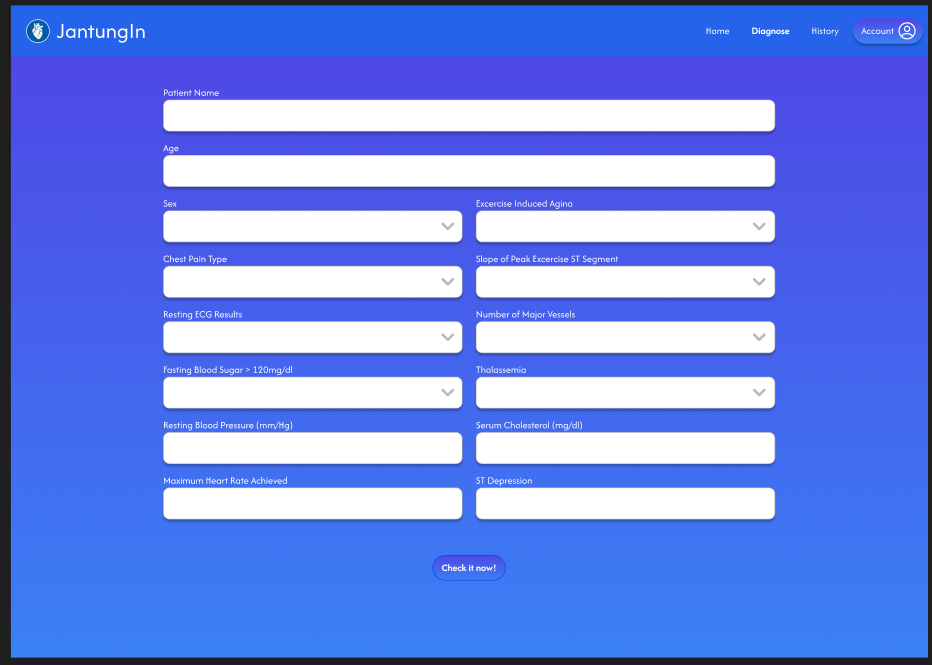 JantungIn
Home Diagnose History Account
Patient Name
Age
Sex Excercise Induced Agina
Chest Pain Type Slope of Peak Excercise ST Segment
Resting ECG Results Number of Major Vessels
Fasting Blood Sugar > 120mg/dl Thalassemia
Resting Blood Pressure (mm/Hg) Serum Cholesterol (mg/dl)
Maximum Heart Rate Achieved ST Depression
Check it now!